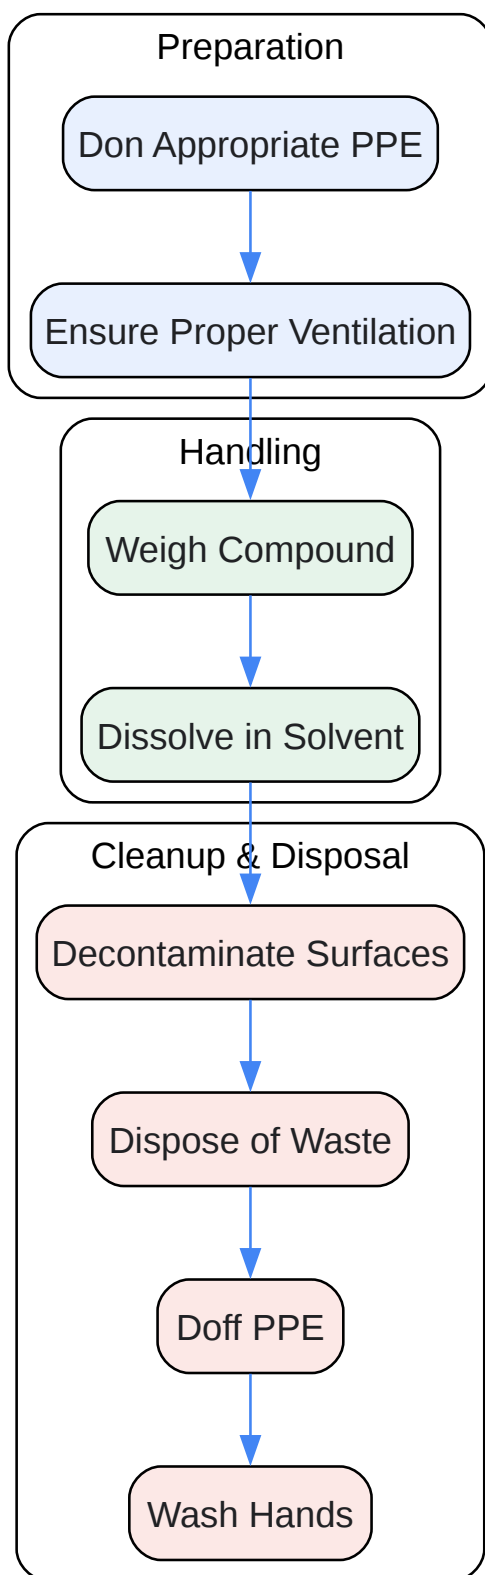 Preparation
Don Appropriate PPE
Ensure Proper Ventilation
Handling
Weigh Compound
Dissolve in Solvent
Cleanup & Disposal
Decontaminate Surfaces
Dispose of Waste
Doff PPE
Wash Hands